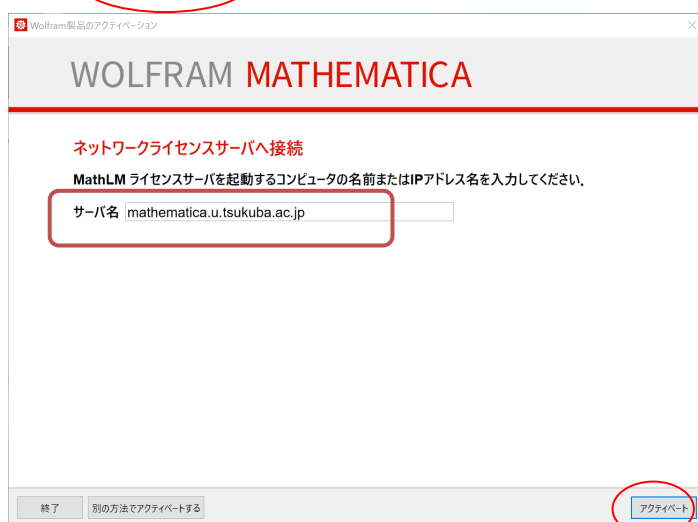 Wolfram製品のアクティベーション
WOLFRAM MATHEMATICA
ネットワークライセンスサーバへ接続
MathLM ライセンスサーバを起動するコンピュータの名前またはIPアドレス名を入力してください．
サーバ名 mathematica.u.tsukuba.ac.jp
終了 別の方法でアクティベートする アクティベート